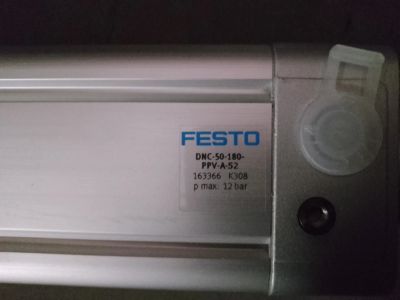 FESTO
DNC-50-180-
PPV-A-S2
163366 K308
p max: 12 bar